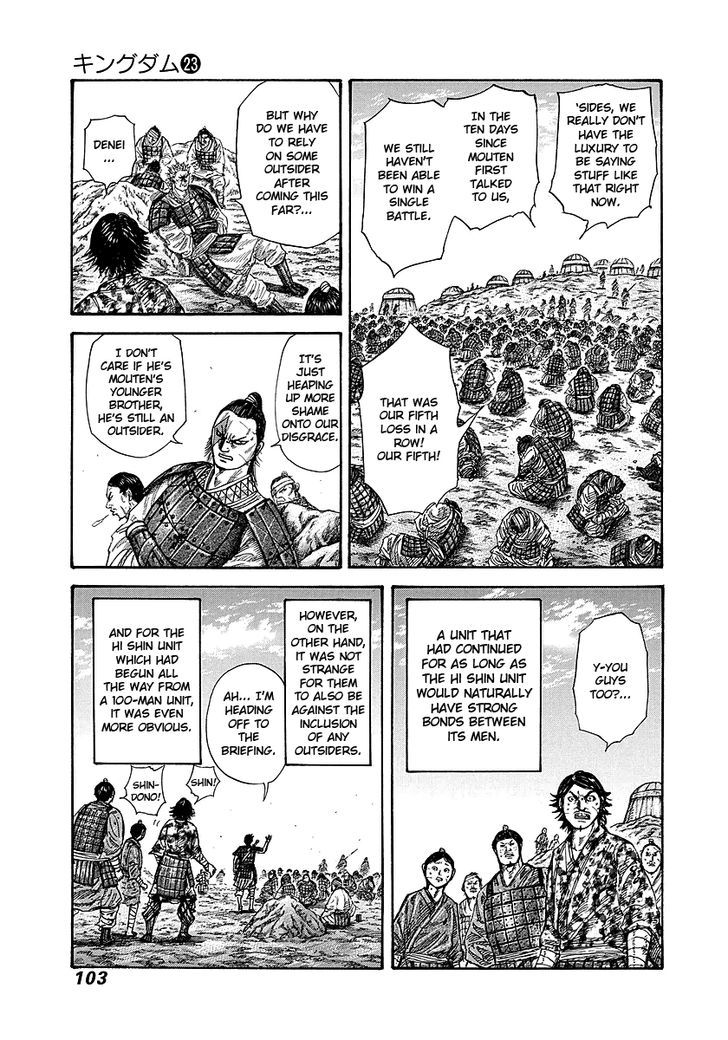 キングダム㉓
'SIDES, WE
REALLY DON'T
HAVE THE
LUXURY TO
BE SAYING
STUFF LIKE
THAT RIGHT
NOW.
IN THE
TEN DAYS
SINCE
MOUTEN
FIRST
TALKED
TO US,
WE STILL
HAVEN'T
BEEN ABLE
TO WIN A
SINGLE
BATTLE.
THAT WAS
OUR FIFTH
LOSS IN
A ROW!
OUR FIFTH!
BUT WHY
DO WE HAVE
TO RELY
ON SOME
OUTSIDER
AFTER
COMING THIS
FAR?...
DENEI
...
IT'S
JUST
HEAPING
UP MORE
SHAME
ONTO OUR
DISGRACE.
I DON'T
CARE IF HE'S
MOUTEN'S
YOUNGER
BROTHER,
HE'S STILL AN
OUTSIDER.
Y-YOU
GUYS
TOO?...
A UNIT THAT
HAD CONTINUED
FOR AS LONG AS
THE HI SHIN UNIT
WOULD NATURALLY
HAVE STRONG
BONDS BETWEEN
ITS MEN.
HOWEVER,
ON THE
OTHER HAND,
IT WAS NOT
STRANGE
FOR THEM
TO ALSO BE
AGAINST THE
INCLUSION
OF ANY
OUTSIDERS.
AH... I'M
HEADING
OFF TO
THE
BRIEFING.
AND FOR THE
HI SHIN UNIT
WHICH HAD
BEGUN ALL
THE WAY FROM
A 100-MAN UNIT,
IT WAS EVEN
MORE OBVIOUS.
SHIN!
SHIN-
DONO!
103